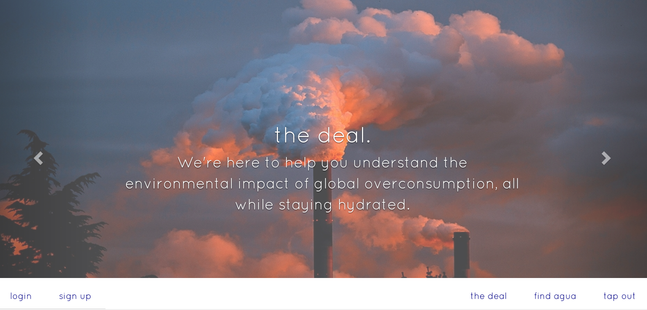 the deal.
We're here to help you understand the
environmental impact of global overconsumption, all
while staying hydrated.
login sign up the deal find agua tap out